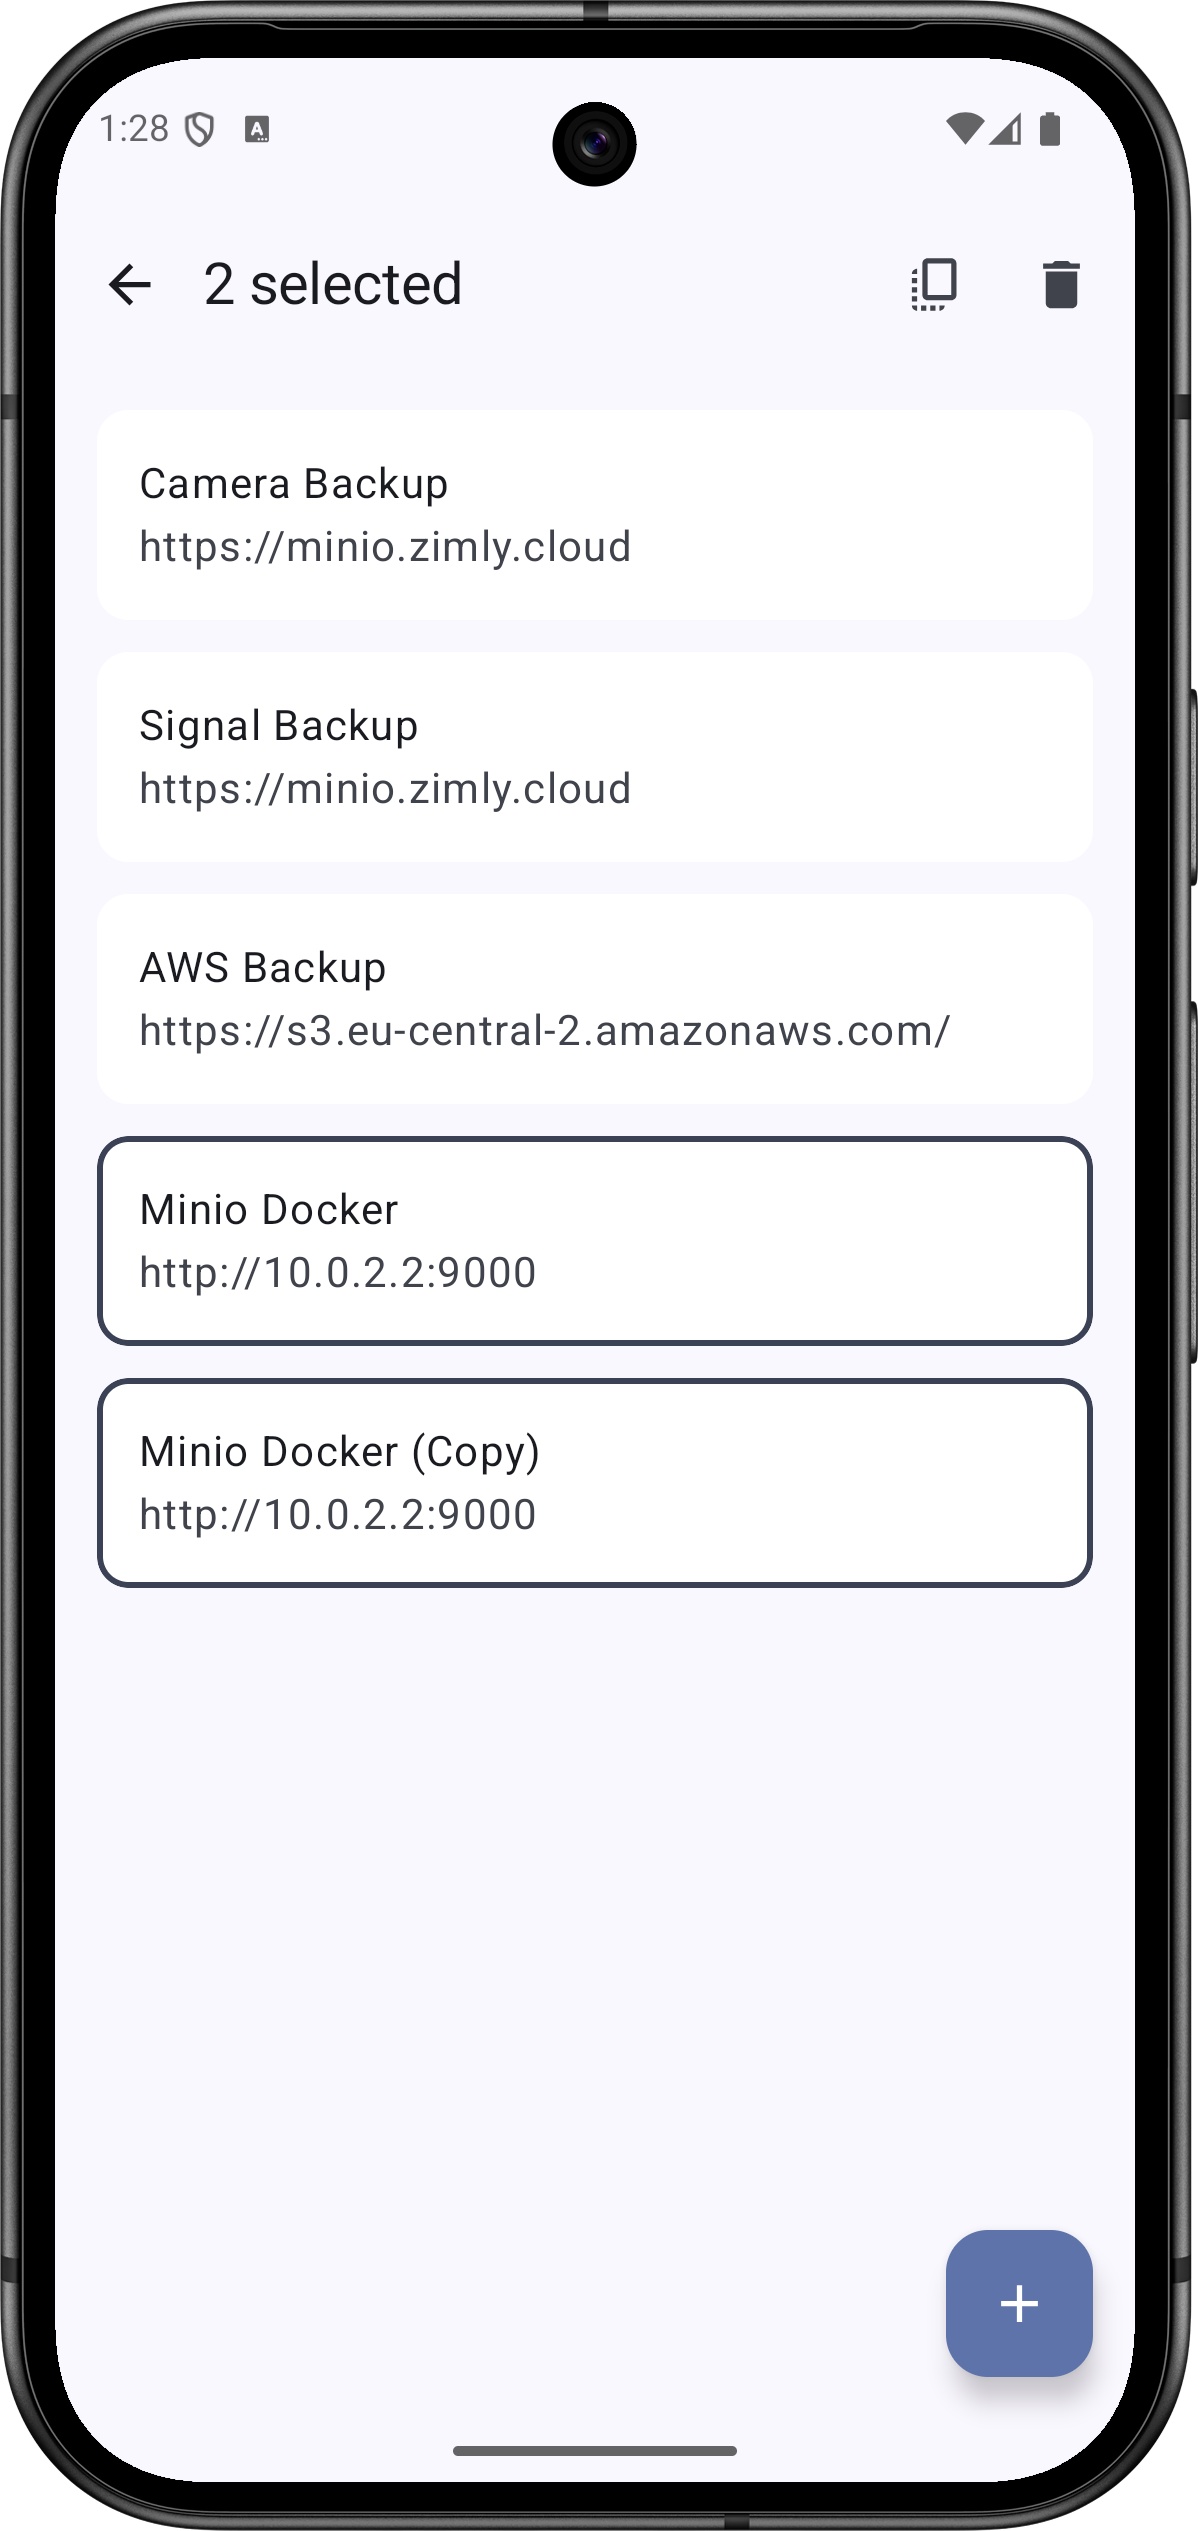 1:28
2 selected
Camera Backup
https://minio.zimly.cloud
Signal Backup
https://minio.zimly.cloud
AWS Backup
https://s3.eu-central-2.amazonaws.com/
Minio Docker
http://10.0.2.2:9000
Minio Docker (Copy)
http://10.0.2.2:9000